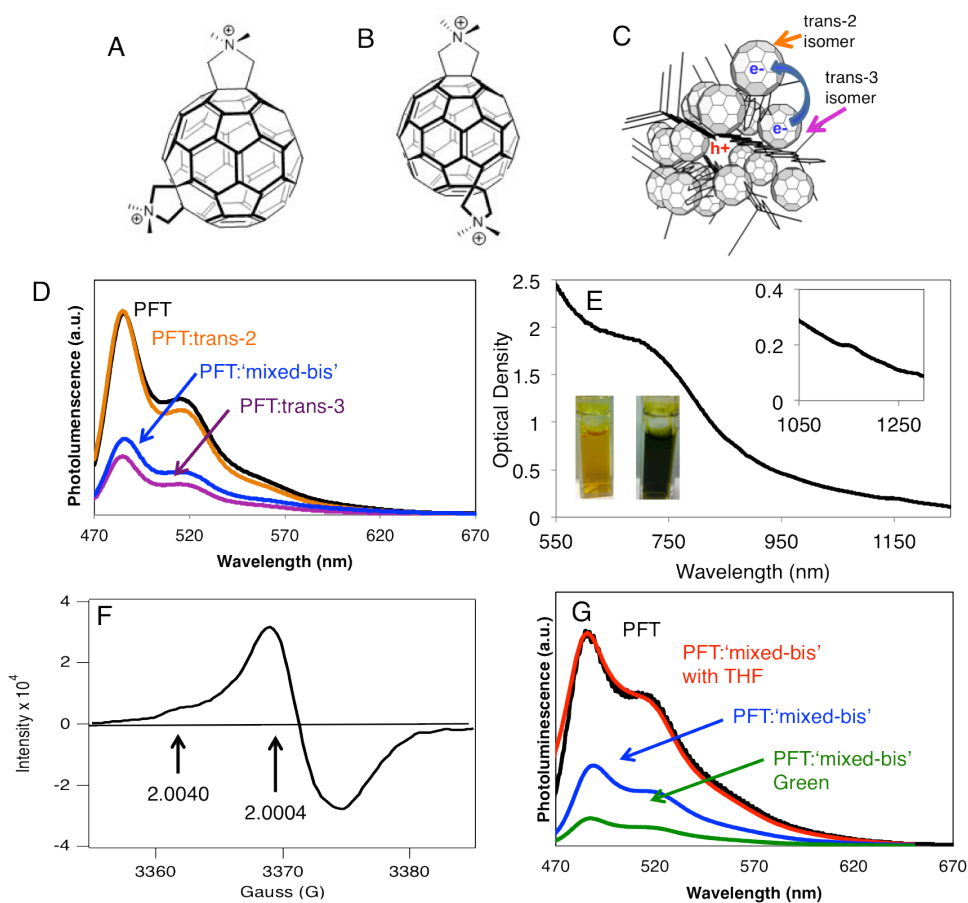 A
B
C
N
⊕
N
⊕
N
⊕
N
⊕
trans-2
isomer
trans-3
isomer
e-
e-
h+
D
PFT
PFT:trans-2
PFT:‘mixed-bis’
PFT:trans-3
Photolumenscence (a.u.)
470
520
570
620
670
Wavelength (nm)
E
2.5
2
1.5
1
0.5
0
Optical Density
550
750
950
1150
Wavelength (nm)
0.4
0.2
0
1050
1250
F
4
2
0
-2
-4
Intensity x 10⁴
2.0040
2.0004
3360
3370
3380
Gauss (G)
G
PFT
PFT:‘mixed-bis’
with THF
PFT:‘mixed-bis’
PFT:‘mixed-bis’
Green
Photoluminescence (a.u.)
470
520
570
620
670
Wavelength (nm)